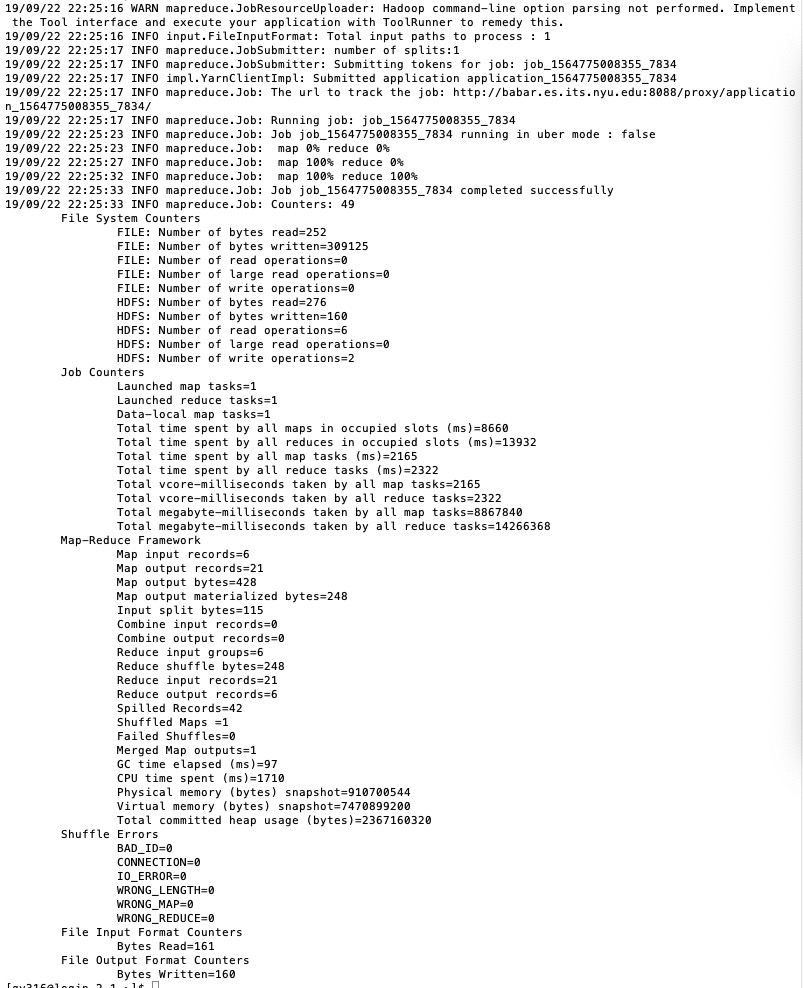 19/09/22 22:25:16 WARN mapreduce.JobResourceUploader: Hadoop command-line option parsing not performed. Implement
 the Tool interface and execute your application with ToolRunner to remedy this.
19/09/22 22:25:16 INFO input.FileInputFormat: Total input paths to process : 1
19/09/22 22:25:17 INFO mapreduce.JobSubmitter: number of splits:1
19/09/22 22:25:17 INFO mapreduce.JobSubmitter: Submitting tokens for job: job_1564775008355_7834
19/09/22 22:25:17 INFO impl.YarnClientImpl: Submitted application application_1564775008355_7834
19/09/22 22:25:17 INFO mapreduce.Job: The url to track the job: http://babar.es.its.nyu.edu:8088/proxy/applicatio
n_1564775008355_7834/
19/09/22 22:25:17 INFO mapreduce.Job: Running job: job_1564775008355_7834
19/09/22 22:25:23 INFO mapreduce.Job: Job job_1564775008355_7834 running in uber mode : false
19/09/22 22:25:23 INFO mapreduce.Job:  map 0% reduce 0%
19/09/22 22:25:27 INFO mapreduce.Job:  map 100% reduce 0%
19/09/22 22:25:32 INFO mapreduce.Job:  map 100% reduce 100%
19/09/22 22:25:33 INFO mapreduce.Job: Job job_1564775008355_7834 completed successfully
19/09/22 22:25:33 INFO mapreduce.Job: Counters: 49
File System Counters
FILE: Number of bytes read=252
FILE: Number of bytes written=309125
FILE: Number of read operations=0
FILE: Number of large read operations=0
FILE: Number of write operations=0
HDFS: Number of bytes read=276
HDFS: Number of bytes written=160
HDFS: Number of read operations=6
HDFS: Number of large read operations=0
HDFS: Number of write operations=2
Job Counters
Launched map tasks=1
Launched reduce tasks=1
Data-local map tasks=1
Total time spent by all maps in occupied slots (ms)=8660
Total time spent by all reduces in occupied slots (ms)=13932
Total time spent by all map tasks (ms)=2165
Total time spent by all reduce tasks (ms)=2322
Total vcore-milliseconds taken by all map tasks=2165
Total vcore-milliseconds taken by all reduce tasks=2322
Total megabyte-milliseconds taken by all map tasks=8867840
Total megabyte-milliseconds taken by all reduce tasks=14266368
Map-Reduce Framework
Map input records=6
Map output records=21
Map output bytes=428
Map output materialized bytes=248
Input split bytes=115
Combine input records=0
Combine output records=0
Reduce input groups=6
Reduce shuffle bytes=248
Reduce input records=21
Reduce output records=6
Spilled Records=42
Shuffled Maps =1
Failed Shuffles=0
Merged Map outputs=1
GC time elapsed (ms)=97
CPU time spent (ms)=1710
Physical memory (bytes) snapshot=910700544
Virtual memory (bytes) snapshot=7470899200
Total committed heap usage (bytes)=2367160320
Shuffle Errors
BAD_ID=0
CONNECTION=0
IO_ERROR=0
WRONG_LENGTH=0
WRONG_MAP=0
WRONG_REDUCE=0
File Input Format Counters
Bytes Read=161
File Output Format Counters
Bytes Written=160